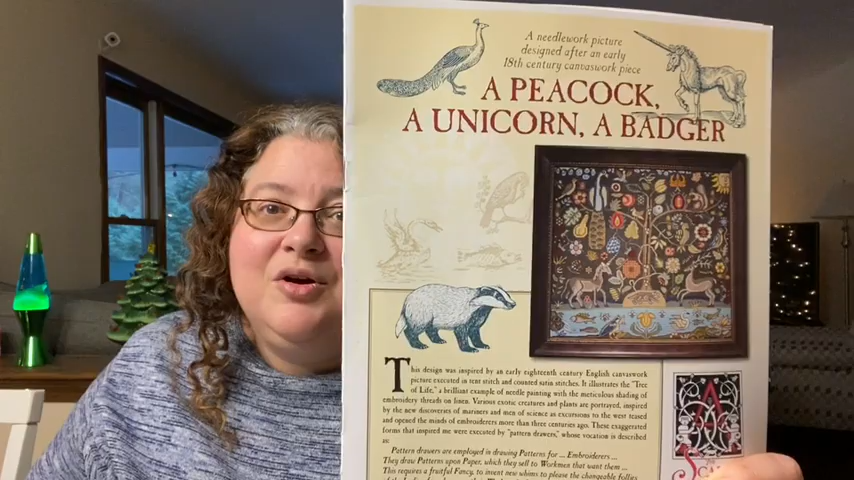 A needlework picture
designed after an early
18th century canvaswork piece
A PEACOCK,
A UNICORN, A BADGER
This design was inspired by an early eighteenth century English canvaswork
picture executed in tent stitch and counted satin stitches. It illustrates the "Tree
of Life," a brilliant example of needle painting with the meticulous shading of
embroidery threads on linen. Various exotic creatures and plants are portrayed, inspired
by the new discoveries of mariners and men of science as excursions to the west teased
and opened the minds of embroiderers more than three centuries ago. These exaggerated
forms that inspired me were executed by "pattern drawers," whose vocation is described
as:
Pattern drawers are employed in drawing Patterns for ... Embroiderers ...
They draw Patterns upon Paper, which they sell to Workmen that want them ...
This requires a fruitful Fancy, to invent new whims to please the changeable Foible
A